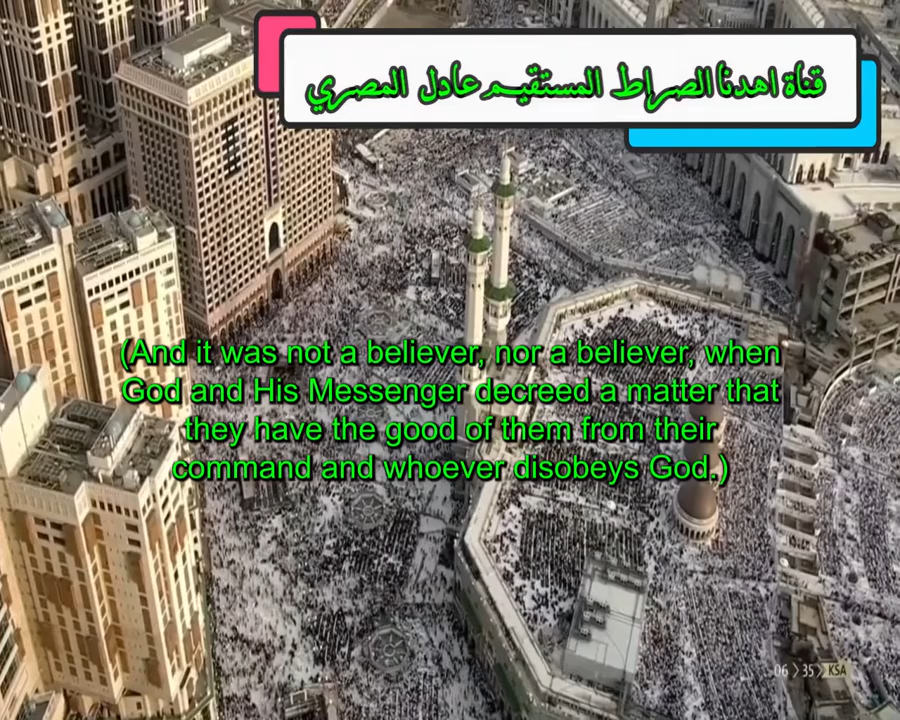 قناة اهدنا الصراط المستقيم عادل المصري
(And it was not a believer, nor a believer, when
God and His Messenger decreed a matter that
they have the good of them from their
command and whoever disobeys God.)
06 > 35 > KSA